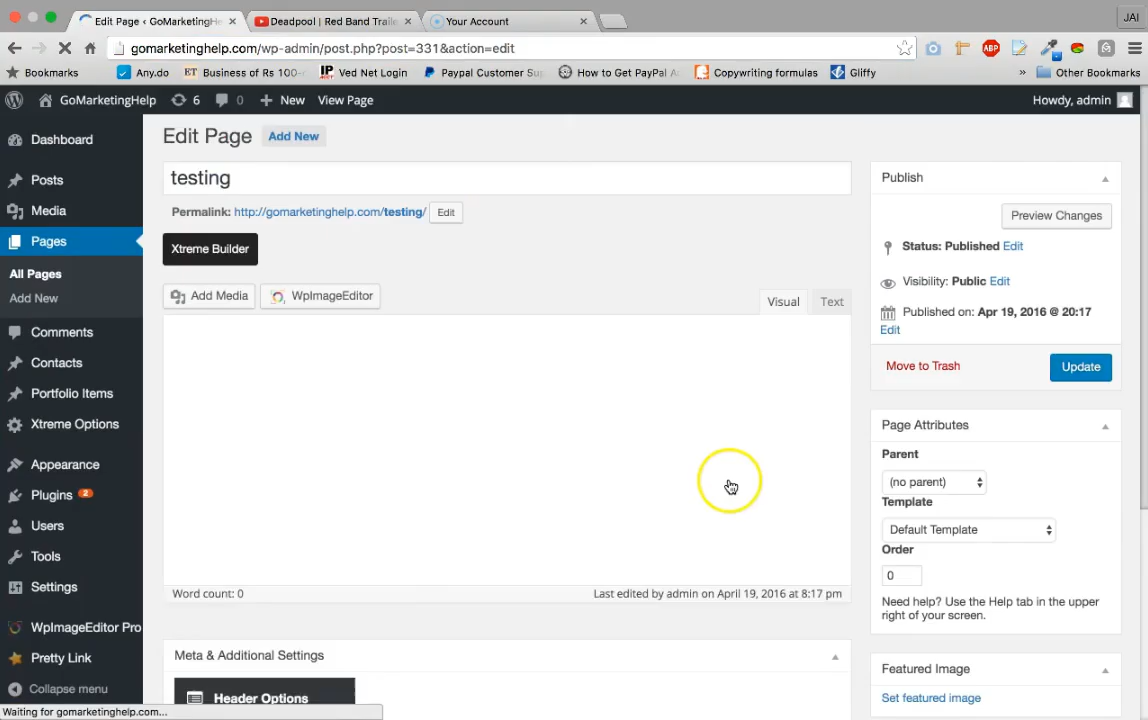 Edit Page ‹ GoMarketingHe
Deadpool | Red Band Traile
Your Account
JAI
gomarketinghelp.com/wp-admin/post.php?post=331&action=edit
Bookmarks
Any.do
Business of Rs 100-
Ved Net Login
Paypal Customer Su
How to Get PayPal A
Copywriting formulas
Gliffy
»
Other Bookmarks
GoMarketingHelp
6
0
New
View Page
Howdy, admin
Dashboard
Posts
Media
Pages
All Pages
Add New
Comments
Contacts
Portfolio Items
Xtreme Options
Appearance
Plugins 2
Users
Tools
Settings
WpImageEditor Pro
Pretty Link
Collapse menu
Waiting for gomarketinghelp.com...
Edit Page Add New
testing
Permalink: http://gomarketinghelp.com/testing/ Edit
Xtreme Builder
Add Media
WpImageEditor
Visual
Text
Word count: 0
Last edited by admin on April 19, 2016 at 8:17 pm
Meta & Additional Settings
Header Options
Publish
Preview Changes
Status: Published Edit
Visibility: Public Edit
Published on: Apr 19, 2016 @ 20:17
Edit
Move to Trash
Update
Page Attributes
Parent
(no parent)
Template
Default Template
Order
0
Need help? Use the Help tab in the upper
right of your screen.
Featured Image
Set featured image